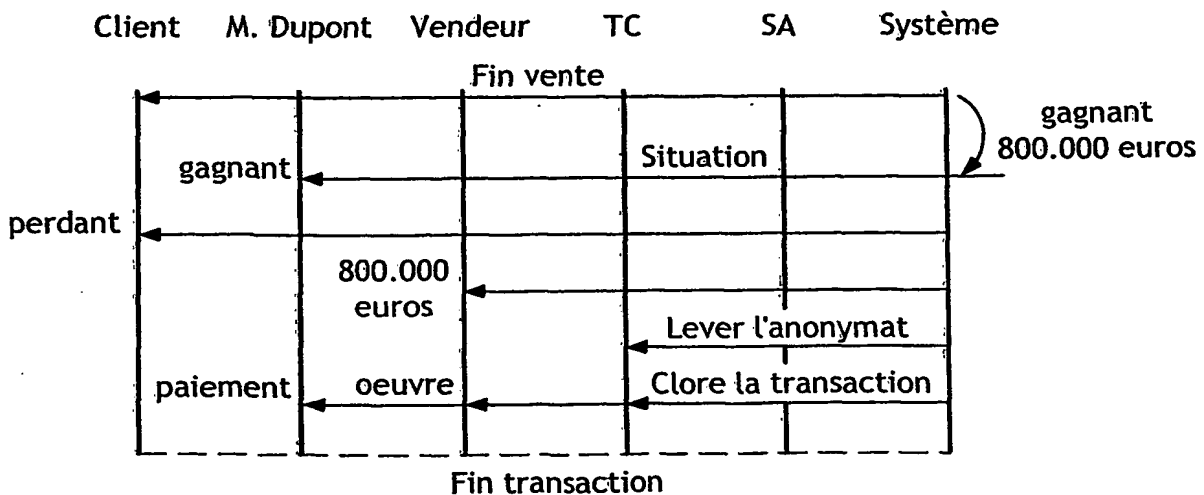 Client M. Dupont Vendeur TC SA Système
Fin vente
gagnant
800.000 euros
Situation
gagnant
perdant
800.000
euros
Lever l'anonymat
paiement oeuvre Clore la transaction
Fin transaction